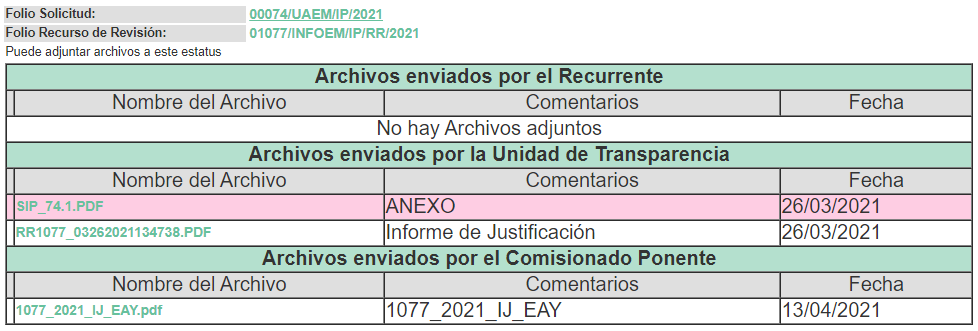 Folio Solicitud: 00074/UAEM/IP/2021
Folio Recurso de Revisión: 01077/INFOEM/IP/RR/2021
Puede adjuntar archivos a este estatus
Archivos enviados por el Recurrente
Nombre del Archivo Comentarios Fecha
No hay Archivos adjuntos
Archivos enviados por la Unidad de Transparencia
Nombre del Archivo Comentarios Fecha
SIP_74.1.PDF ANEXO 26/03/2021
RR1077_03262021134738.PDF Informe de Justificación 26/03/2021
Archivos enviados por el Comisionado Ponente
Nombre del Archivo Comentarios Fecha
1077_2021_IJ_EAY.pdf 1077_2021_IJ_EAY 13/04/2021